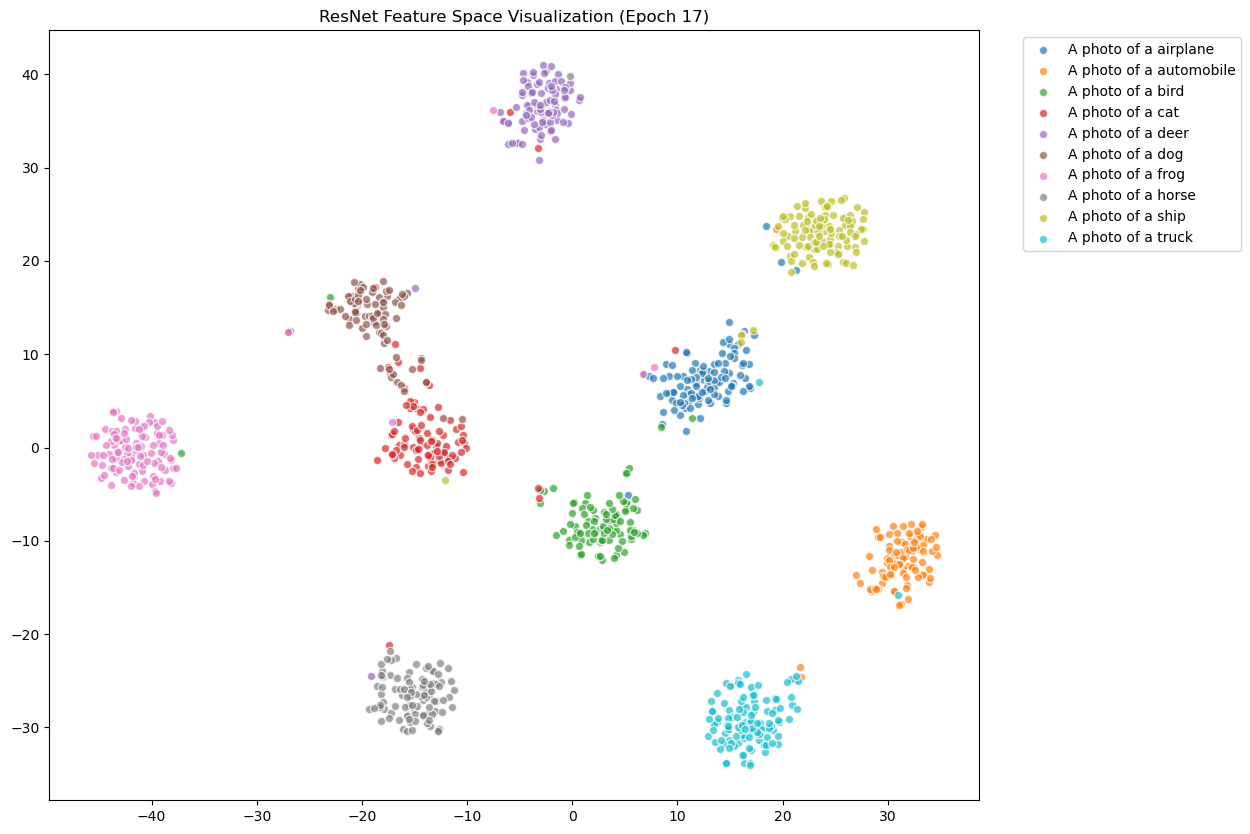 ResNet Feature Space Visualization (Epoch 17)
A photo of a airplane
A photo of a automobile
A photo of a bird
A photo of a cat
A photo of a deer
A photo of a dog
A photo of a frog
A photo of a horse
A photo of a ship
A photo of a truck
40
30
20
10
0
−10
−20
−30
−40 −30 −20 −10 0 10 20 30